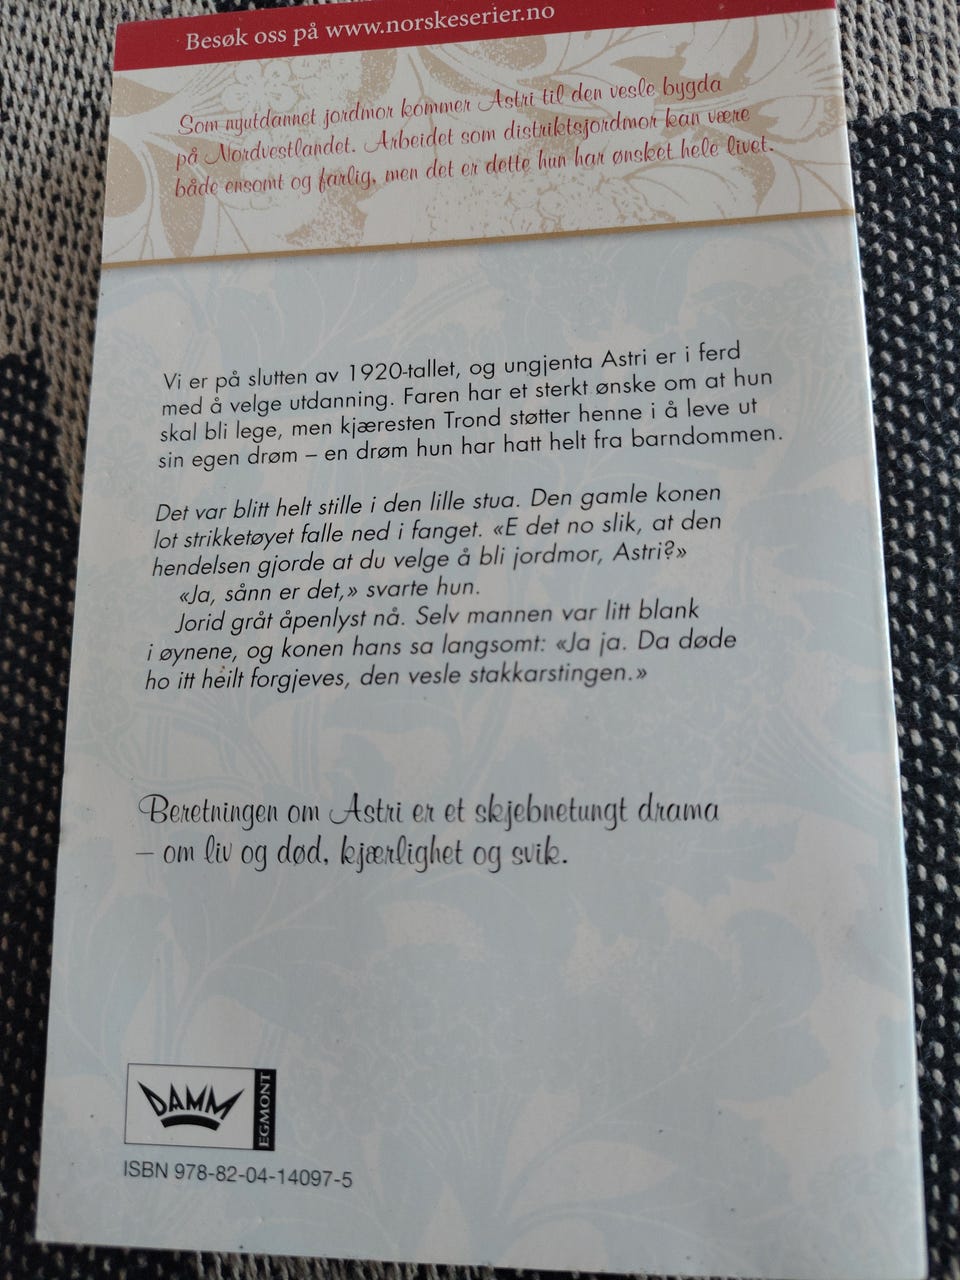 Besøk oss på www.norskeserier.no
Som nyutdannet jordmor kommer Astri til den vesle bygda
på Nordvestlandet. Arbeidet som distriktsjordmor kan være
både ensomt og farlig, men det er dette hun har ønsket hele livet.
Vi er på slutten av 1920-tallet, og ungjenta Astri er i ferd
med å velge utdanning. Faren har et sterkt ønske om at hun
skal bli lege, men kjæresten Trond støtter henne i å leve ut
sin egen drøm – en drøm hun har hatt helt fra barndommen.
Det var blitt helt stille i den lille stua. Den gamle konen
lot strikketøyet falle ned i fanget. «E det no slik, at den
hendelsen gjorde at du velge å bli jordmor, Astri?»
«Ja, sånn er det,» svarte hun.
Jorid gråt åpenlyst nå. Selv mannen var litt blank
i øynene, og konen hans sa langsomt: «Ja ja. Da døde
ho itt heilt forgjeves, den vesle stakkarstingen.»
Beretningen om Astri er et skjebnetungt drama
– om liv og død, kjærlighet og svik.
DAMM
EGMONT
ISBN 978-82-04-14097-5